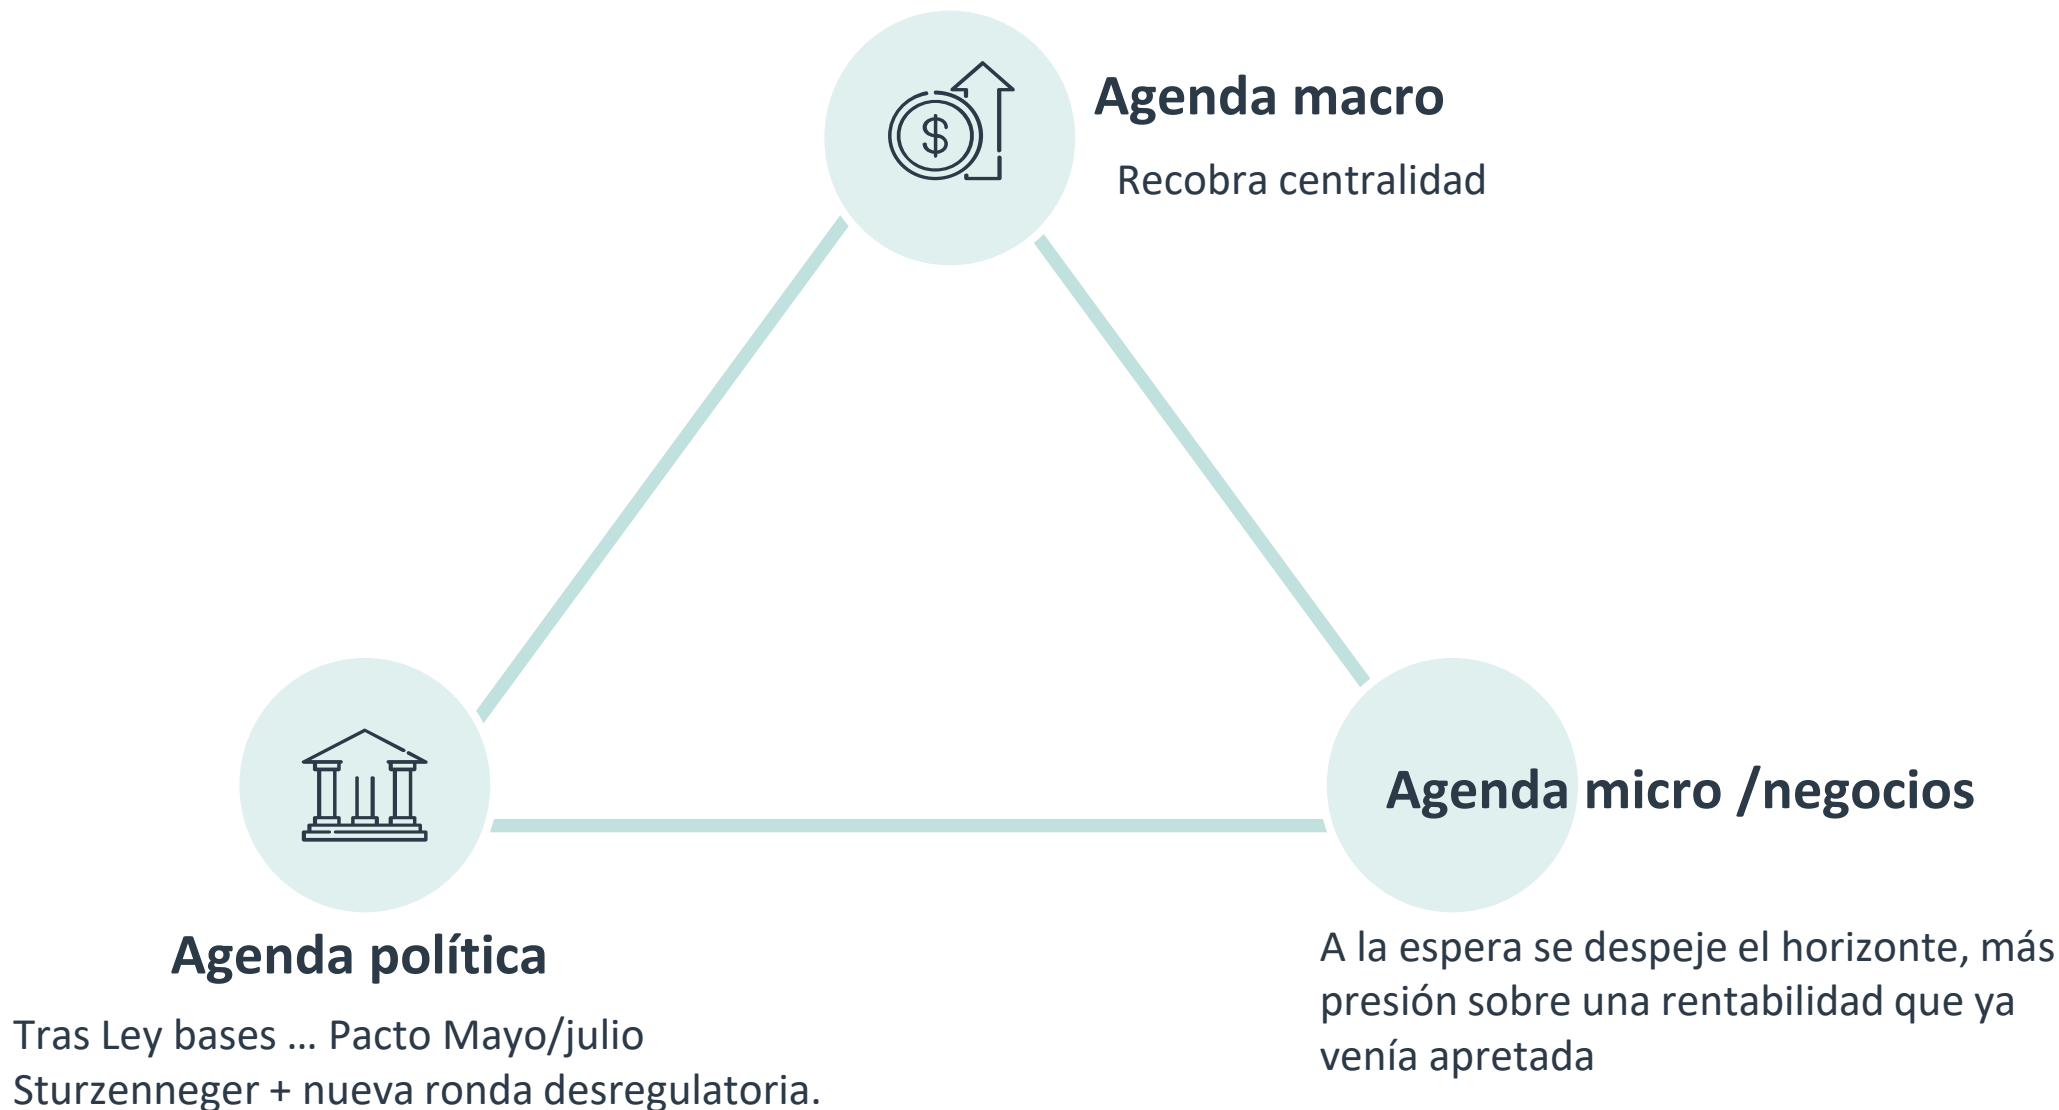 Agenda macro
Recobra centralidad
Agenda micro /negocios
A la espera se despeje el horizonte, más
presión sobre una rentabilidad que ya
venía apretada
Agenda política
Tras Ley bases ... Pacto Mayo/julio
Sturzenneger + nueva ronda desregulatoria.
$